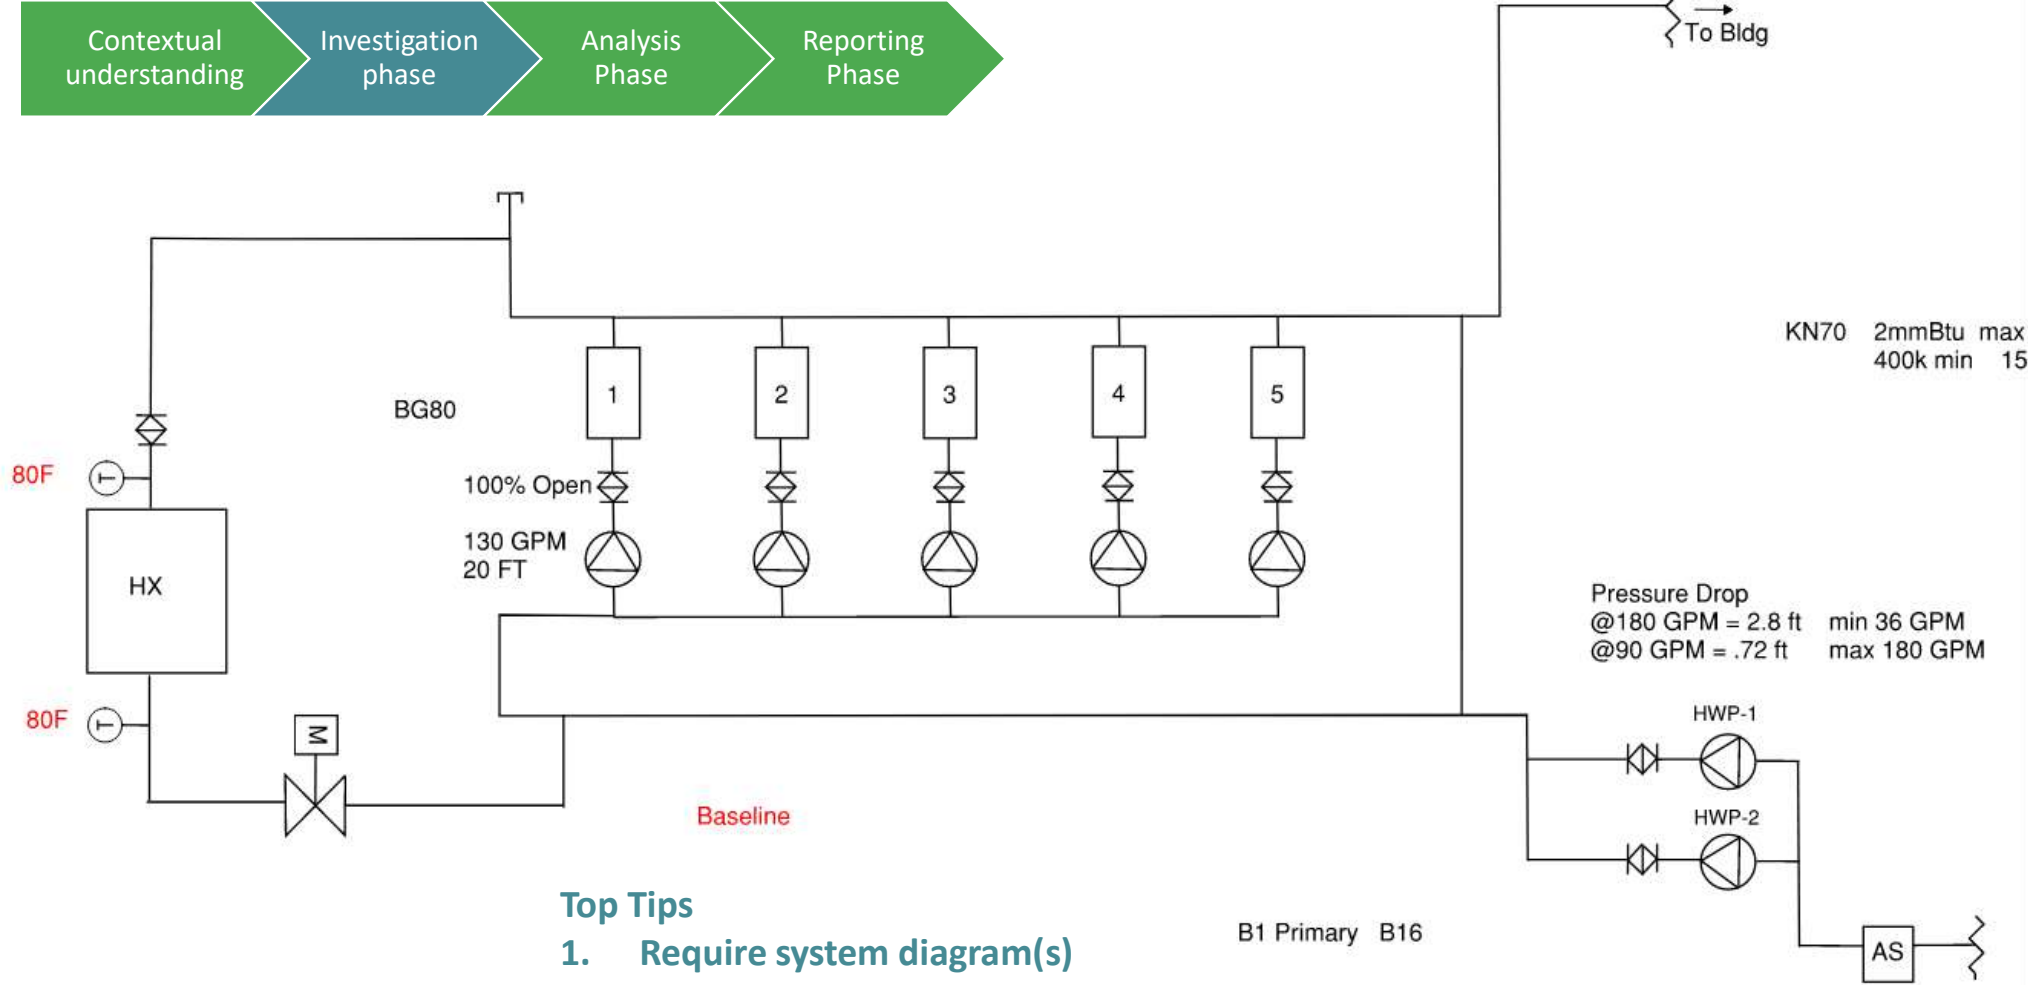 Contextual
understanding
Investigation
phase
Analysis
Phase
Reporting
Phase
To Bldg
KN70 2mmBtu max
400k min 15
BG80
1
2
3
4
5
80F
T
100% Open
130 GPM
20 FT
HX
Pressure Drop
@180 GPM = 2.8 ft min 36 GPM
@90 GPM = .72 ft max 180 GPM
80F
T
M
HWP-1
Baseline
HWP-2
Top Tips
1. Require system diagram(s)
B1 Primary B16
AS